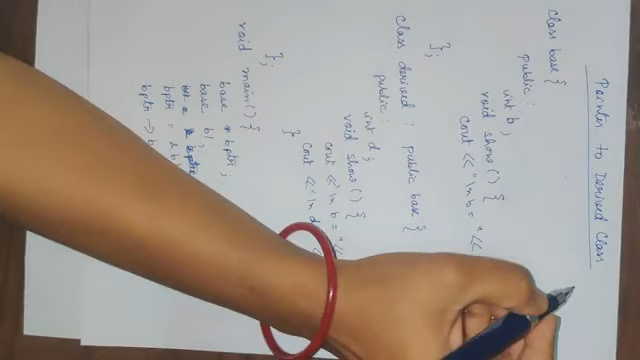 Pointer to Derived Class
class base {
public :
int b ;
void show ( ) {
cout << "\n b = " <<
};
class derived : public base {
public :
int d ;
void show ( ) {
cout << "\n b = " <<
cout << "\n d
}
};
void main ( ) {
base * bptr ;
base b1 ;
bptr = & b
bptr →